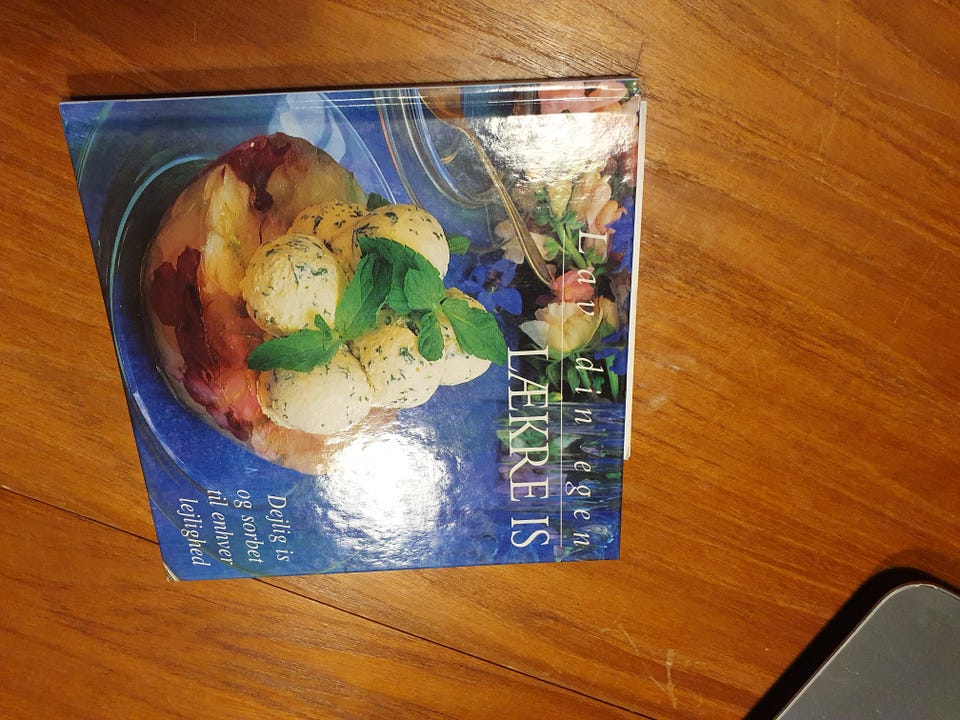 Lav din egen
LÆKRE IS
Dejlig is
og sorbet
til enhver
lejlighed